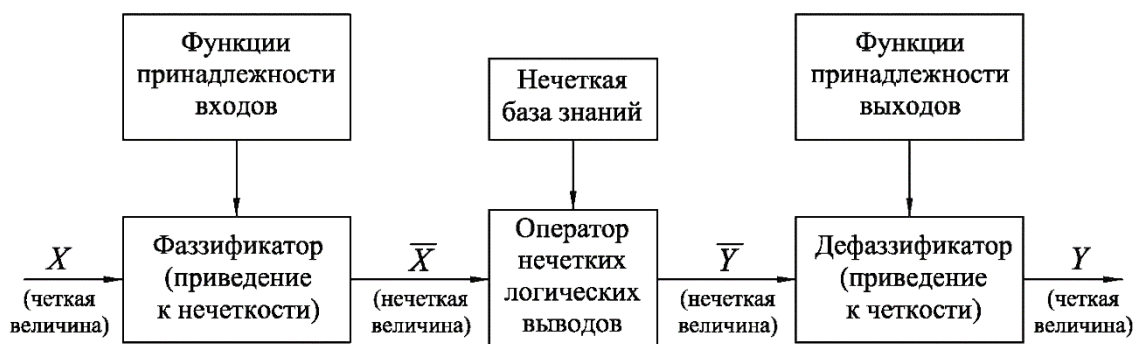 Функции
принадлежности
входов
Нечеткая
база знаний
Функции
принадлежности
выходов
X
(четкая
величина)
Фаззификатор
(приведение
к нечеткости)
X̅
(нечеткая
величина)
Оператор
нечетких
логических
выводов
Y̅
(нечеткая
величина)
Дефаззификатор
(приведение
к четкости)
Y
(четкая
величина)